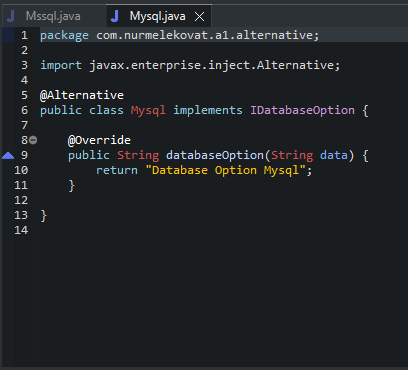 Mssql.java Mysql.java
1 package com.nurmelekovat.a1.alternative;
2
3 import javax.enterprise.inject.Alternative;
4
5 @Alternative
6 public class Mysql implements IDatabaseOption {
7
8 @Override
9 public String databaseOption(String data) {
10 return "Database Option Mysql";
11 }
12
13 }
14